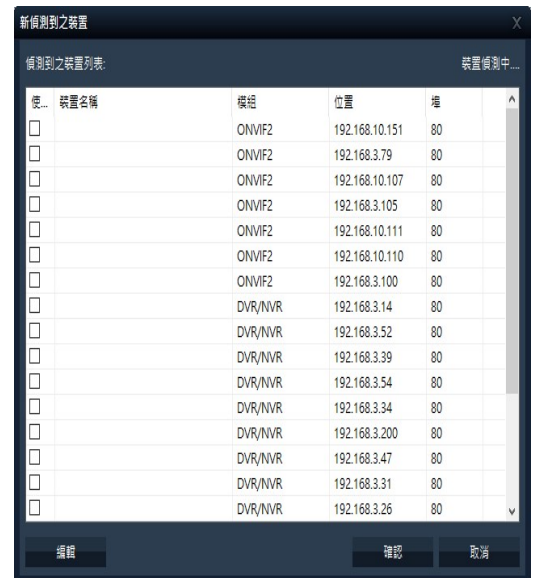 新偵測到之裝置 X
偵測到之裝置列表: 裝置偵測中....
使... 裝置名稱 模組 位置 埠
ONVIF2 192.168.10.151 80
ONVIF2 192.168.3.79 80
ONVIF2 192.168.10.107 80
ONVIF2 192.168.3.105 80
ONVIF2 192.168.10.111 80
ONVIF2 192.168.10.110 80
ONVIF2 192.168.3.100 80
DVR/NVR 192.168.3.14 80
DVR/NVR 192.168.3.52 80
DVR/NVR 192.168.3.39 80
DVR/NVR 192.168.3.54 80
DVR/NVR 192.168.3.34 80
DVR/NVR 192.168.3.200 80
DVR/NVR 192.168.3.47 80
DVR/NVR 192.168.3.31 80
DVR/NVR 192.168.3.26 80
編輯 確認 取消